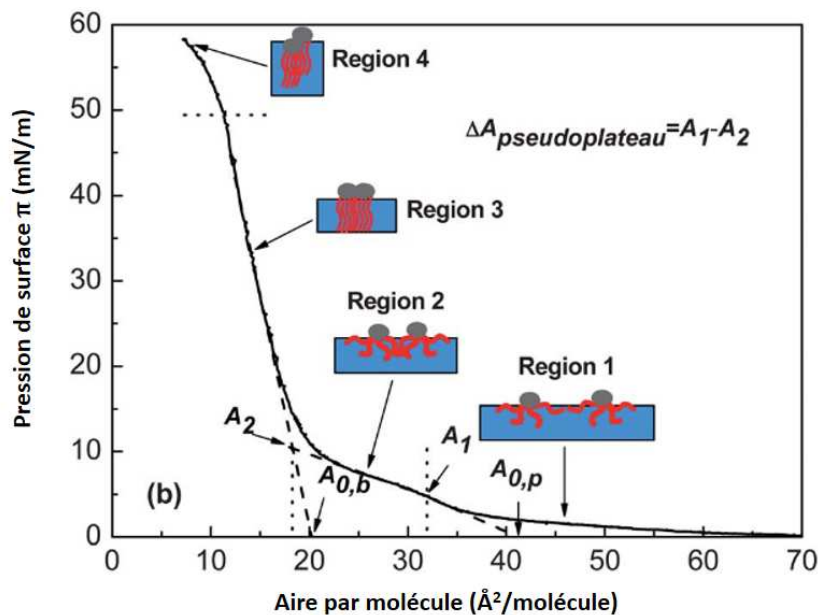 Pression de surface π (mN/m)
60
50
40
30
20
10
0
Region 4
ΔA_pseudoplateau=A₁-A₂
Region 3
Region 2
Region 1
A₂
A₁
A₀,b
A₀,p
(b)
0 10 20 30 40 50 60 70
Aire par molécule (Å²/molécule)